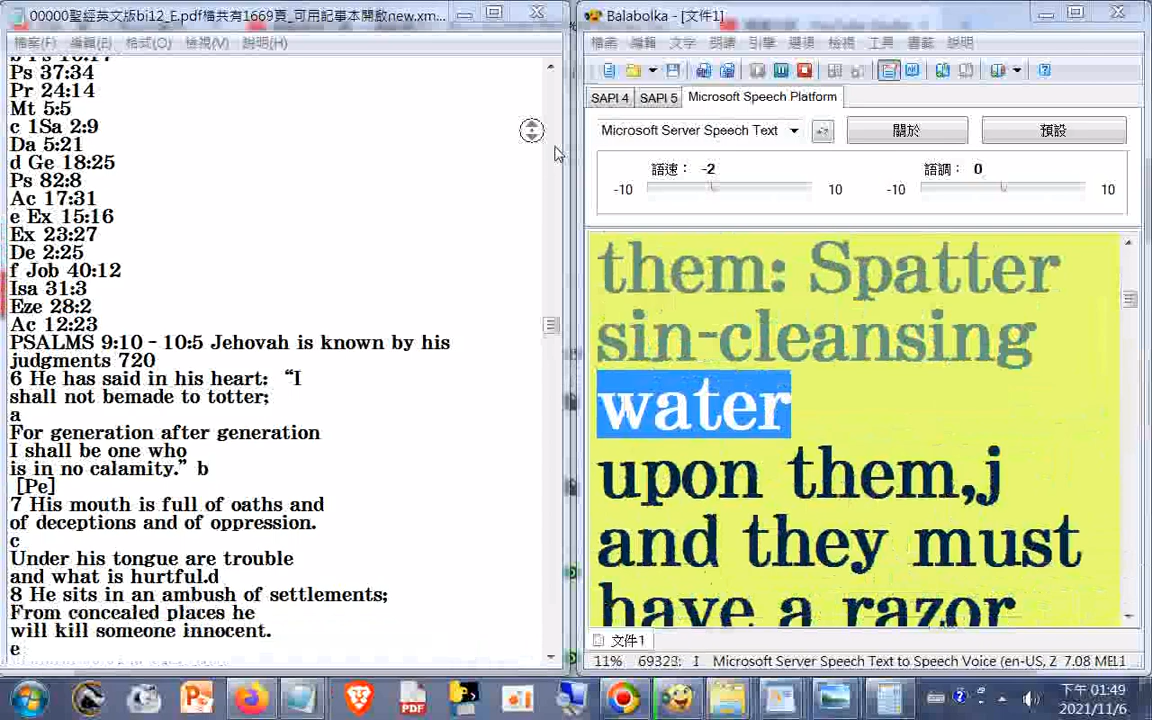 00000聖經英文版bi12_E.pdf檔共有1669頁_可用記事本開啟new.xm...
檔案(F) 編輯(E) 格式(O) 檢視(V) 說明(H)
Ps 37:34
Pr 24:14
Mt 5:5
c 1Sa 2:9
Da 5:21
d Ge 18:25
Ps 82:8
Ac 17:31
e Ex 15:16
Ex 23:27
De 2:25
f Job 40:12
Isa 31:3
Eze 28:2
Ac 12:23
PSALMS 9:10 - 10:5 Jehovah is known by his
judgments 720
6 He has said in his heart: “I
shall not bemade to totter;
a
For generation after generation
I shall be one who
is in no calamity.” b
[Pe]
7 His mouth is full of oaths and
of deceptions and of oppression.
c
Under his tongue are trouble
and what is hurtful.d
8 He sits in an ambush of settlements;
From concealed places he
will kill someone innocent.
e
Balabolka - [文件1]
檔案 編輯 文字 朗讀 引擎 選項 檢視 工具 書籤 說明
SAPI 4 SAPI 5 Microsoft Speech Platform
Microsoft Server Speech Text 關於 預設
語速： -2 語調： 0
-10 10 -10 10
them: Spatter
sin-cleansing
water
upon them,j
and they must
have a razor
文件1
11% 69323: I Microsoft Server Speech Text to Speech Voice (en-US, Z 7.08 MEL1
下午 01:49
2021/11/6